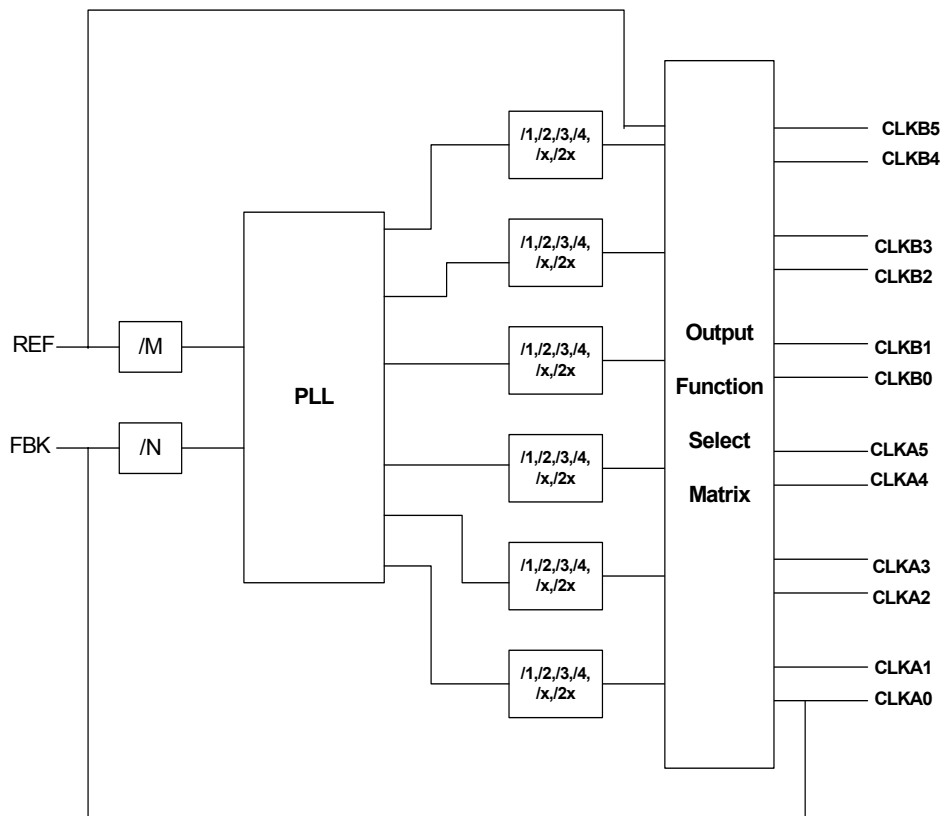 /1,/2,/3,/4,
/x,/2x
CLKB5
CLKB4
/1,/2,/3,/4,
/x,/2x
CLKB3
CLKB2
REF
/M
PLL
/1,/2,/3,/4,
/x,/2x
Output
Function
Select
Matrix
CLKB1
CLKB0
FBK
/N
/1,/2,/3,/4,
/x,/2x
CLKA5
CLKA4
/1,/2,/3,/4,
/x,/2x
CLKA3
CLKA2
/1,/2,/3,/4,
/x,/2x
CLKA1
CLKA0